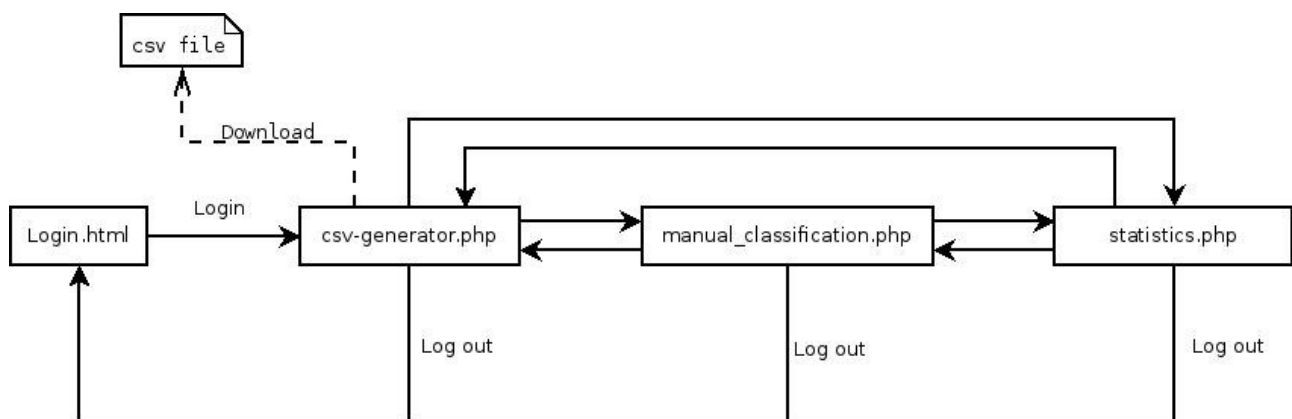 csv file
Download
Login
Login.html
csv-generator.php
manual_classification.php
statistics.php
Log out
Log out
Log out